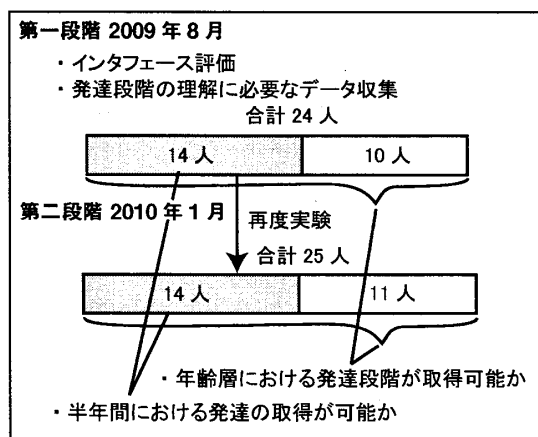 第一段階 2009 年 8 月
・インタフェース評価
・発達段階の理解に必要なデータ収集
合計 24 人
14 人
10 人
第二段階 2010 年 1 月
再度実験
合計 25 人
14 人
11 人
・年齢層における発達段階が取得可能か
・半年間における発達の取得が可能か